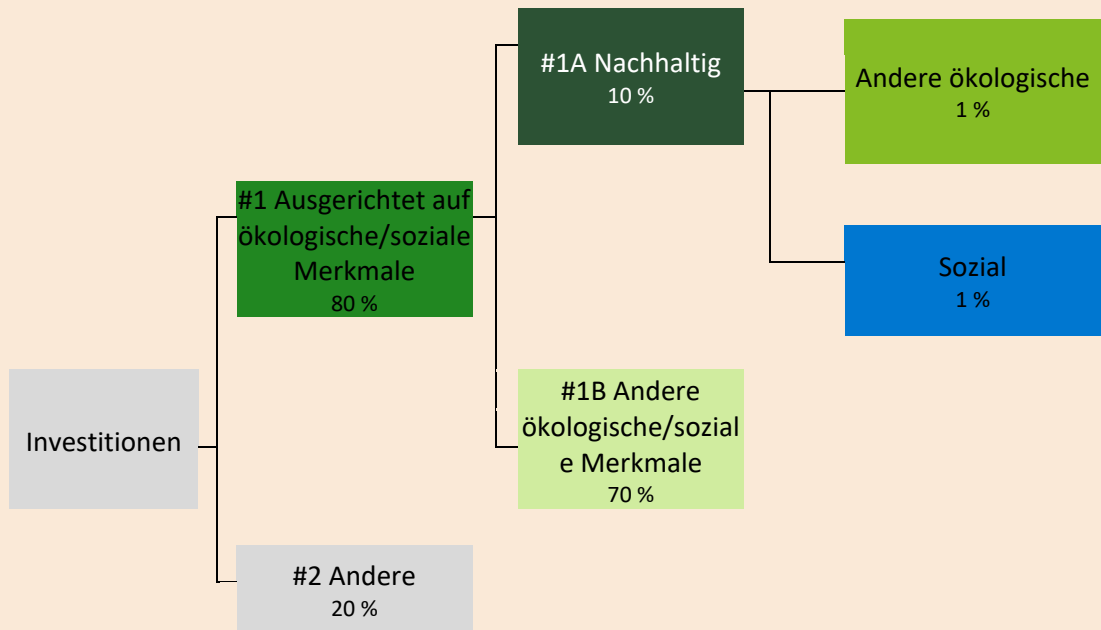 #1A Nachhaltig
10 %
Andere ökologische
1 %
#1 Ausgerichtet auf
ökologische/soziale
Merkmale
80 %
Sozial
1 %
Investitionen
#1B Andere
ökologische/sozial
e Merkmale
70 %
#2 Andere
20 %